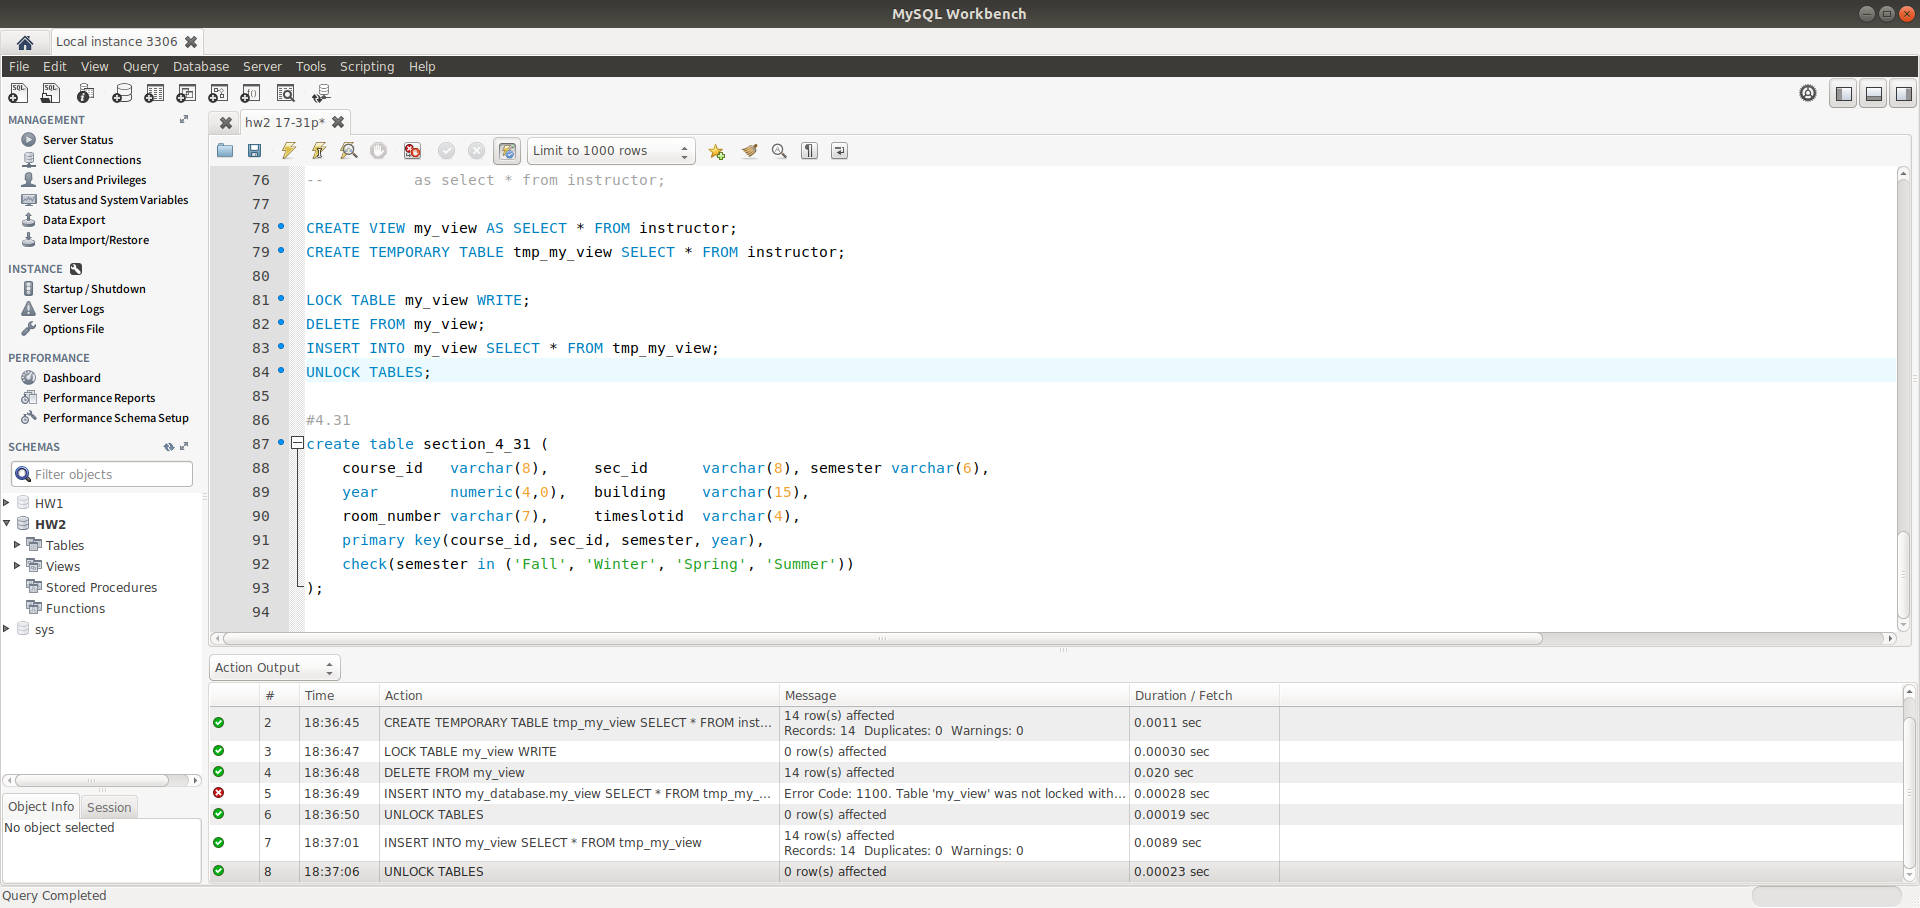 MySQL Workbench
Local instance 3306
File Edit View Query Database Server Tools Scripting Help
MANAGEMENT
Server Status
Client Connections
Users and Privileges
Status and System Variables
Data Export
Data Import/Restore
INSTANCE
Startup / Shutdown
Server Logs
Options File
PERFORMANCE
Dashboard
Performance Reports
Performance Schema Setup
SCHEMAS
Filter objects
HW1
HW2
Tables
Views
Stored Procedures
Functions
sys
Object Info Session
No object selected
hw2 17-31p*
Limit to 1000 rows
76 -- as select * from instructor;
77
78 CREATE VIEW my_view AS SELECT * FROM instructor;
79 CREATE TEMPORARY TABLE tmp_my_view SELECT * FROM instructor;
80
81 LOCK TABLE my_view WRITE;
82 DELETE FROM my_view;
83 INSERT INTO my_view SELECT * FROM tmp_my_view;
84 UNLOCK TABLES;
85
86 #4.31
87 create table section_4_31 (
88 course_id varchar(8), sec_id varchar(8), semester varchar(6),
89 year numeric(4,0), building varchar(15),
90 room_number varchar(7), timeslotid varchar(4),
91 primary key(course_id, sec_id, semester, year),
92 check(semester in ('Fall', 'Winter', 'Spring', 'Summer'))
93 );
94
Action Output
# Time Action Message Duration / Fetch
2 18:36:45 CREATE TEMPORARY TABLE tmp_my_view SELECT * FROM inst... 14 row(s) affected 0.0011 sec
Records: 14 Duplicates: 0 Warnings: 0
3 18:36:47 LOCK TABLE my_view WRITE 0 row(s) affected 0.00030 sec
4 18:36:48 DELETE FROM my_view 14 row(s) affected 0.020 sec
5 18:36:49 INSERT INTO my_database.my_view SELECT * FROM tmp_my_... Error Code: 1100. Table 'my_view' was not locked with... 0.00028 sec
6 18:36:50 UNLOCK TABLES 0 row(s) affected 0.00019 sec
7 18:37:01 INSERT INTO my_view SELECT * FROM tmp_my_view 14 row(s) affected 0.0089 sec
Records: 14 Duplicates: 0 Warnings: 0
8 18:37:06 UNLOCK TABLES 0 row(s) affected 0.00023 sec
Query Completed